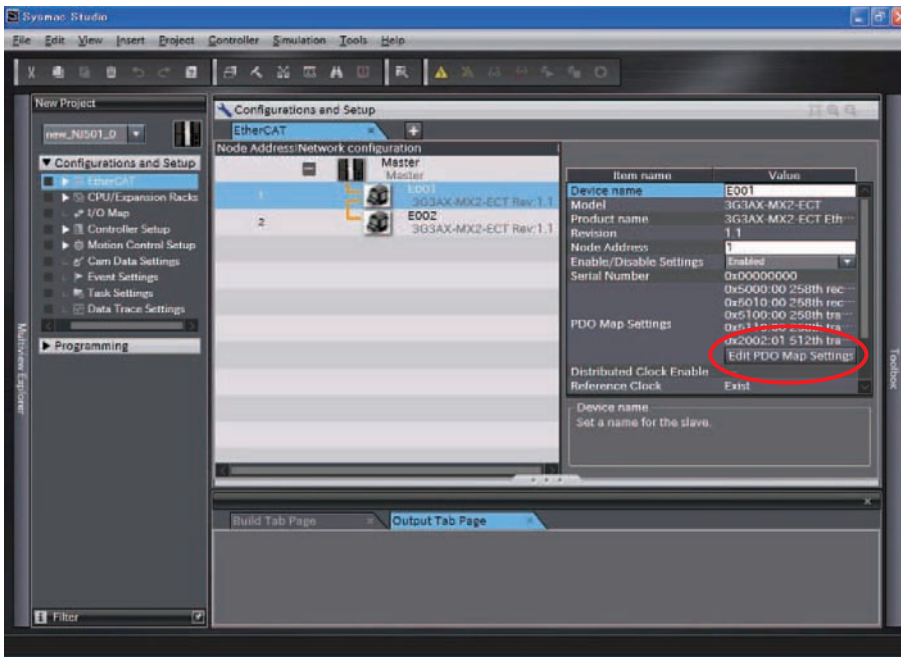 Sysmac Studio
File Edit View Insert Project Controller Simulation Tools Help
New Project
new_NJ501_0
Configurations and Setup
EtherCAT
CPU/Expansion Racks
I/O Map
Controller Setup
Motion Control Setup
Cam Data Settings
Event Settings
Task Settings
Data Trace Settings
Programming
Filter
Multiview Explorer
Configurations and Setup
EtherCAT
Node Address|Network configuration
Master
Master
1 E001
3G3AX-MX2-ECT Rev:1.1
2 E002
3G3AX-MX2-ECT Rev:1.1
Item name Value
Device name E001
Model 3G3AX-MX2-ECT
Product name 3G3AX-MX2-ECT Eth...
Revision 1.1
Node Address 1
Enable/Disable Settings Enabled
Serial Number 0x00000000
PDO Map Settings
0x5000:00 258th rec...
0x5010:00 258th rec...
0x5100:00 258th tra...
0x5110:00 258th tra...
0x2002:01 512th tra...
Edit PDO Map Settings
Distributed Clock Enable
Reference Clock Exist
Device name
Set a name for the slave.
Toolbox
Build Tab Page
Output Tab Page